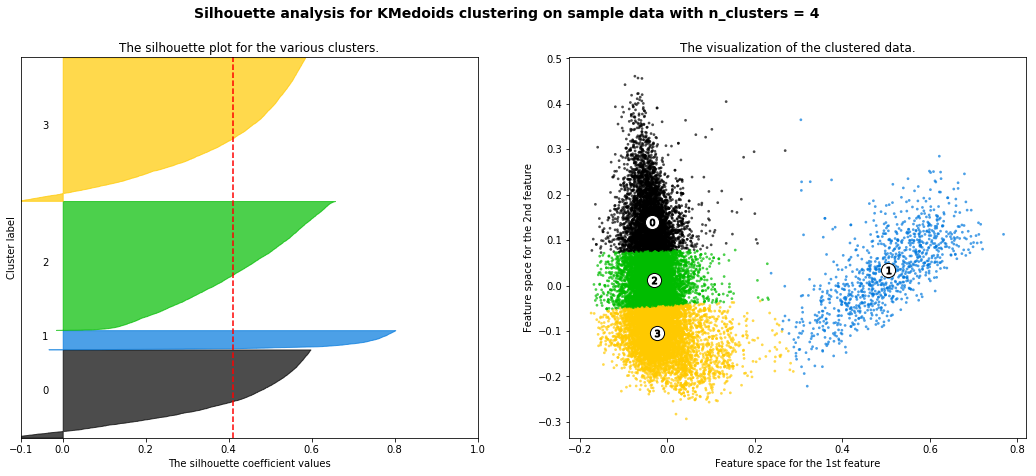 Silhouette analysis for KMedoids clustering on sample data with n_clusters = 4
The silhouette plot for the various clusters.
Cluster label
3
2
1
0
−0.1 0.0 0.2 0.4 0.6 0.8 1.0
The silhouette coefficient values
The visualization of the clustered data.
Feature space for the 2nd feature
0.5
0.4
0.3
0.2
0.1
0.0
−0.1
−0.2
−0.3
0
1
2
3
−0.2 0.0 0.2 0.4 0.6 0.8
Feature space for the 1st feature